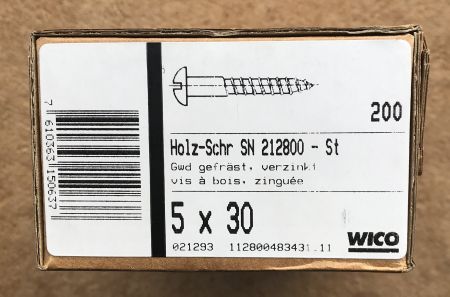 7 610363 150637
200
Holz-Schr SN 212800 - St
Gwd gefräst, verzinkt
vis à bois, zinguée
5 x 30
021293 112800483431.11
WICO